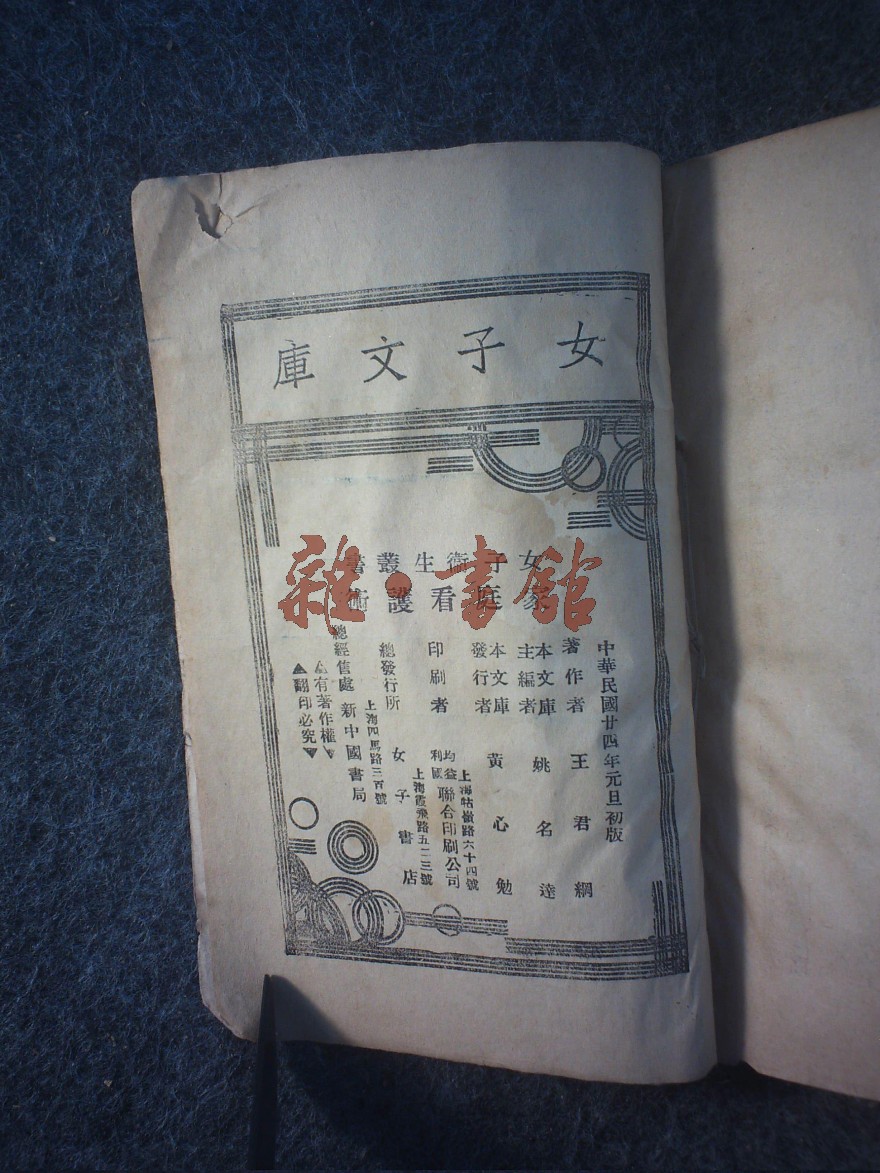 女子文庫
女子衛生叢書
家庭看護術
中華民國廿四年元旦初版
著作者 王君綱
本文庫主編者 姚名達
本文庫發行者 黃心勉
印刷者 均益利國聯合印刷公司
上海牯嶺路六十四號
總發行所 女子書店
上海霞飛路五二三號
總經售處 新中國書局
上海四馬路三百號
▲有著作權▼
▲翻印必究▼
雜·書館